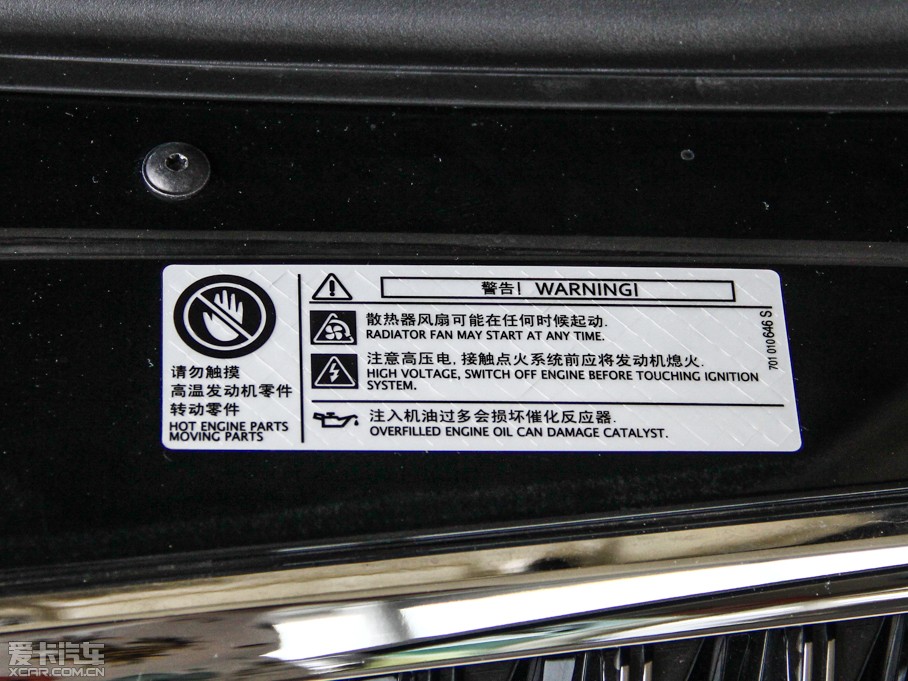 警告! WARNING!
散热器风扇可能在任何时候起动.
RADIATOR FAN MAY START AT ANY TIME.
注意高压电, 接触点火系统前应将发动机熄火.
HIGH VOLTAGE, SWITCH OFF ENGINE BEFORE TOUCHING IGNITION
SYSTEM.
注入机油过多会损坏催化反应器.
OVERFILLED ENGINE OIL CAN DAMAGE CATALYST.
请勿触摸
高温发动机零件
转动零件
HOT ENGINE PARTS
MOVING PARTS
701 010 646 S
爱卡汽车
XCAR.COM.CN